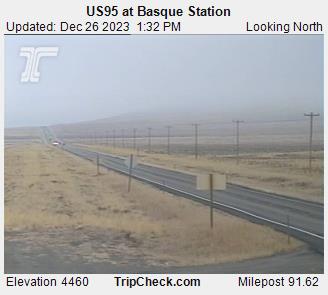 US95 at Basque Station
Updated: Dec 26 2023 1:32 PM Looking North
Elevation 4460 TripCheck.com Milepost 91.62